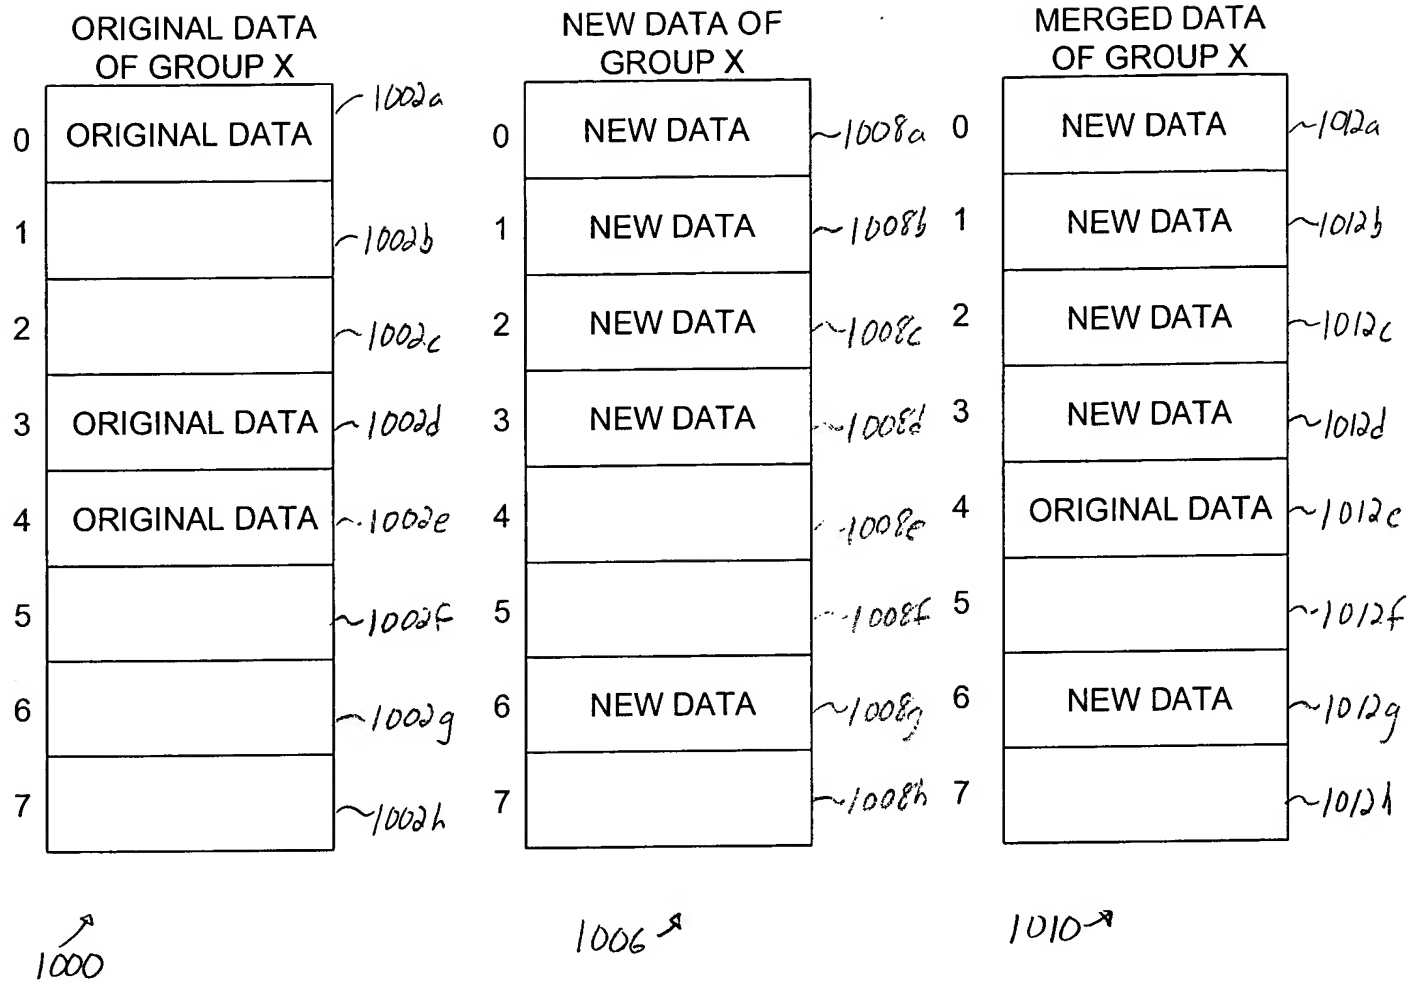 ORIGINAL DATA
OF GROUP X
0
ORIGINAL DATA
1002a
1
1002b
2
1002c
3
ORIGINAL DATA
1002d
4
ORIGINAL DATA
1002e
5
1002f
6
1002g
7
1002h
1000
NEW DATA OF
GROUP X
0
NEW DATA
1008a
1
NEW DATA
1008b
2
NEW DATA
1008c
3
NEW DATA
1008d
4
1008e
5
1008f
6
NEW DATA
1008g
7
1008h
1006
MERGED DATA
OF GROUP X
0
NEW DATA
1012a
1
NEW DATA
1012b
2
NEW DATA
1012c
3
NEW DATA
1012d
4
ORIGINAL DATA
1012e
5
1012f
6
NEW DATA
1012g
7
1012h
1010